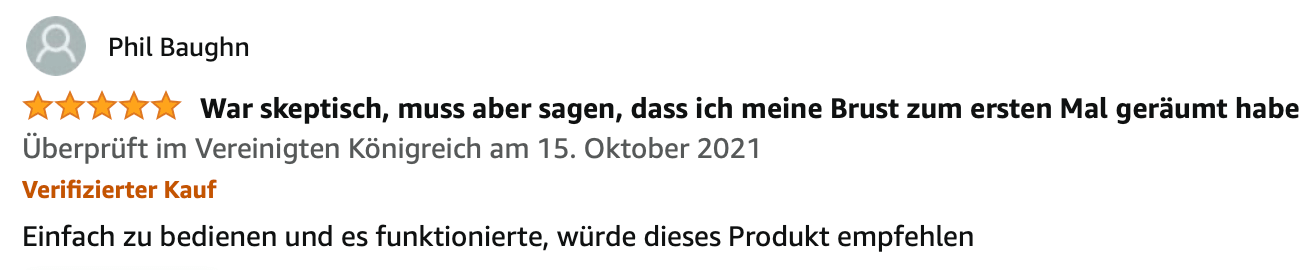 Phil Baughn
War skeptisch, muss aber sagen, dass ich meine Brust zum ersten Mal geräumt habe
Überprüft im Vereinigten Königreich am 15. Oktober 2021
Verifizierter Kauf
Einfach zu bedienen und es funktionierte, würde dieses Produkt empfehlen